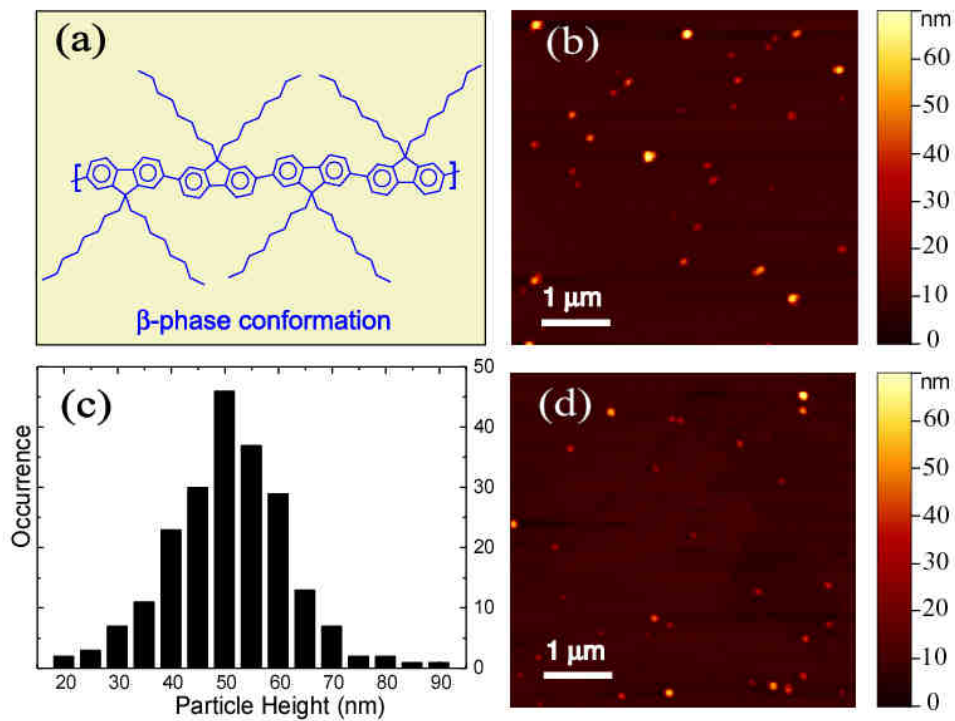 (a)
[ ]
β-phase conformation
(b)
1 μm
nm
60
50
40
30
20
10
0
(c)
Occurrence
50
40
30
20
10
0
20 30 40 50 60 70 80 90
Particle Height (nm)
(d)
1 μm
nm
60
50
40
30
20
10
0